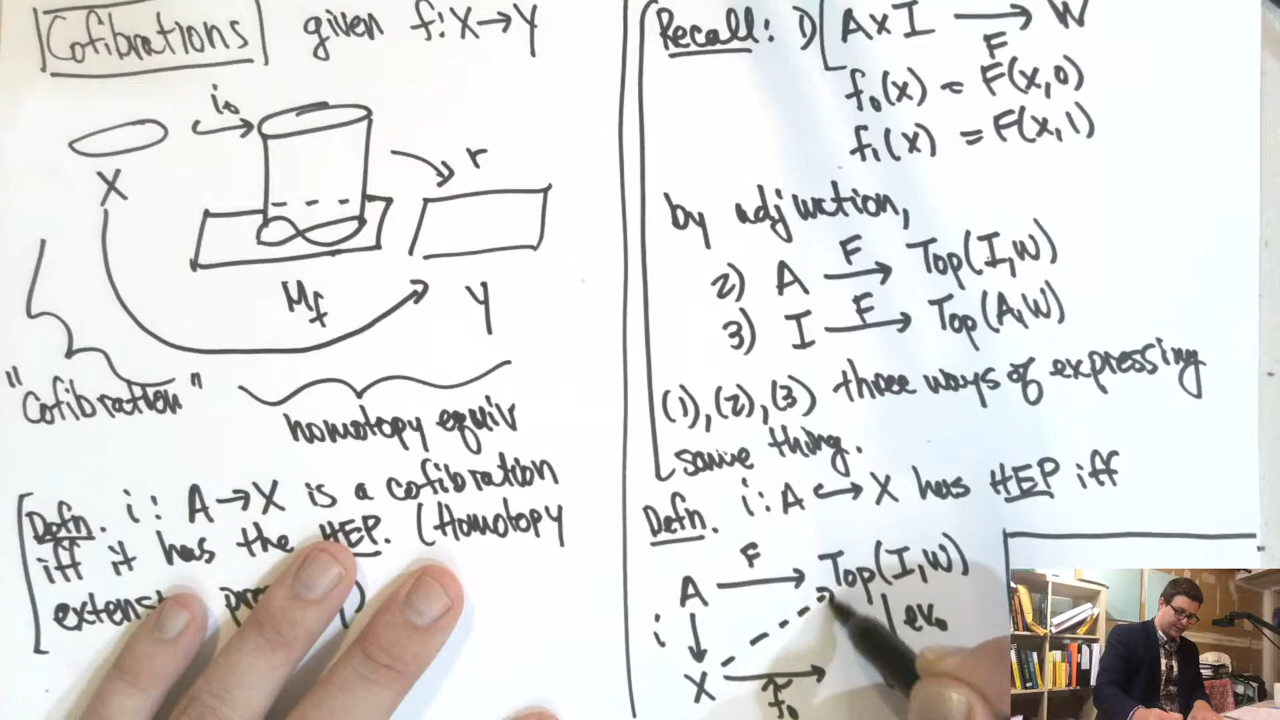 Cofibrations given f: X→Y
i₀
r
X
M_f
Y
"Cofibration"
homotopy equiv
Defn. i: A→X is a cofibration
iff it has the HEP. (Homotopy
Recall: 1) A×I → W
F
f₀(x) = F(x,0)
f₁(x) = F(x,1)
by adjunction,
2) A F→ Top(I,W)
3) I F→ Top(A,W)
(1),(2),(3) three ways of expressing
same thing.
Defn. i: A↪X has HEP iff
F
A → Top(I,W)
i ev₀
X →
f₀